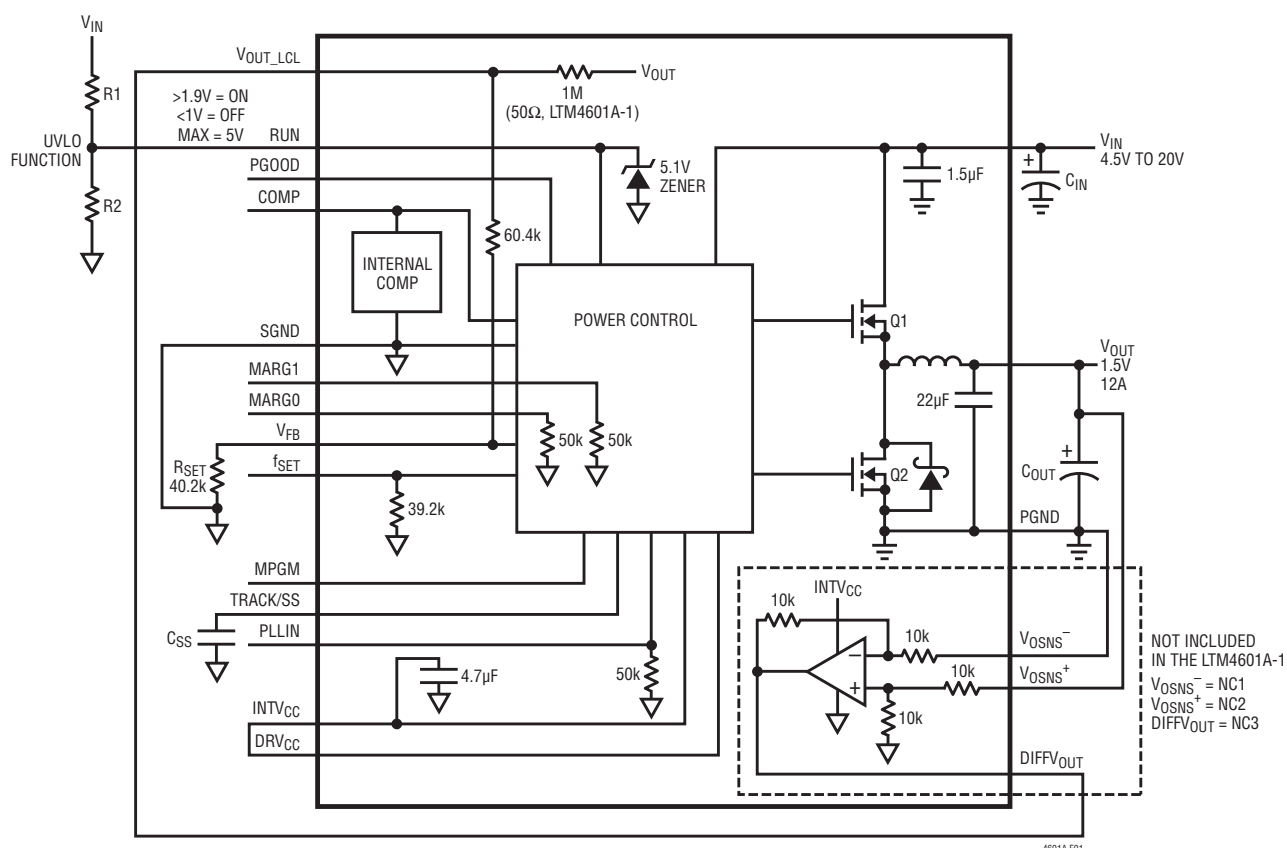 VIN
R1
UVLO
FUNCTION
R2
>1.9V = ON
<1V = OFF
MAX = 5V
VOUT_LCL
RUN
PGOOD
COMP
SGND
MARG1
MARG0
VFB
fSET
RSET
40.2k
MPGM
TRACK/SS
CSS
PLLIN
INTVCC
DRVCC
1M
(50Ω, LTM4601A-1)
VOUT
5.1V
ZENER
60.4k
INTERNAL
COMP
POWER CONTROL
50k
50k
39.2k
4.7µF
50k
1.5µF
+
CIN
VIN
4.5V TO 20V
Q1
VOUT
1.5V
12A
22µF
Q2
+
COUT
PGND
INTVCC
10k
10k
VOSNS–
10k
VOSNS+
–
+
10k
DIFFVOUT
NOT INCLUDED
IN THE LTM4601A-1
VOSNS– = NC1
VOSNS+ = NC2
DIFFVOUT = NC3
4601A F01